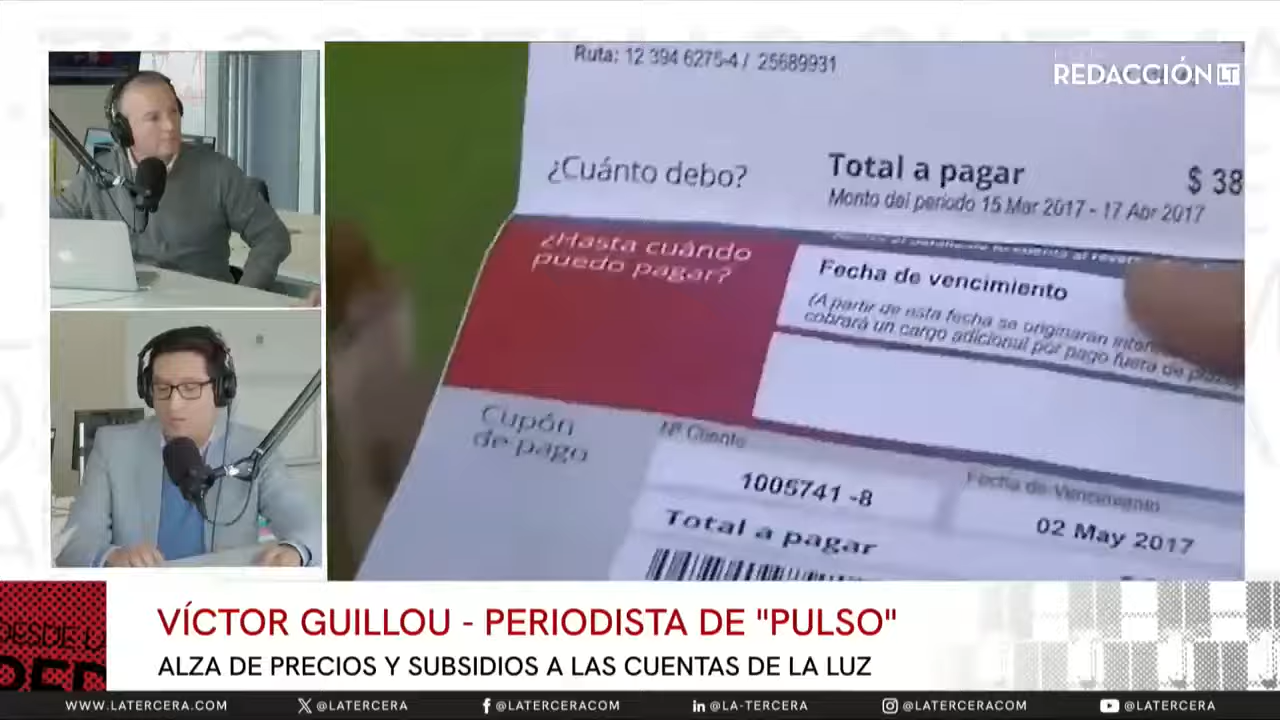 Ruta: 12 394 6275-4 / 25689931
REDACCIÓN LT
¿Cuánto debo?
Total a pagar
$ 38
Monto del periodo 15 Mar 2017 - 17 Abr 2017
¿Hasta cuándo
puedo pagar?
Fecha de vencimiento
(A partir de esta fecha se originarán
cobrará un cargo adicional por pago fuera de plazo
Cupón
de pago
Nº Cliente
1005741 -8
Fecha de Vencimiento
02 May 2017
Total a pagar
DESDE L
RED
VÍCTOR GUILLOU - PERIODISTA DE "PULSO"
ALZA DE PRECIOS Y SUBSIDIOS A LAS CUENTAS DE LA LUZ
WWW.LATERCERA.COM
@LATERCERA
@LATERCERACOM
@LA-TERCERA
@LATERCERACOM
@LATERCERA